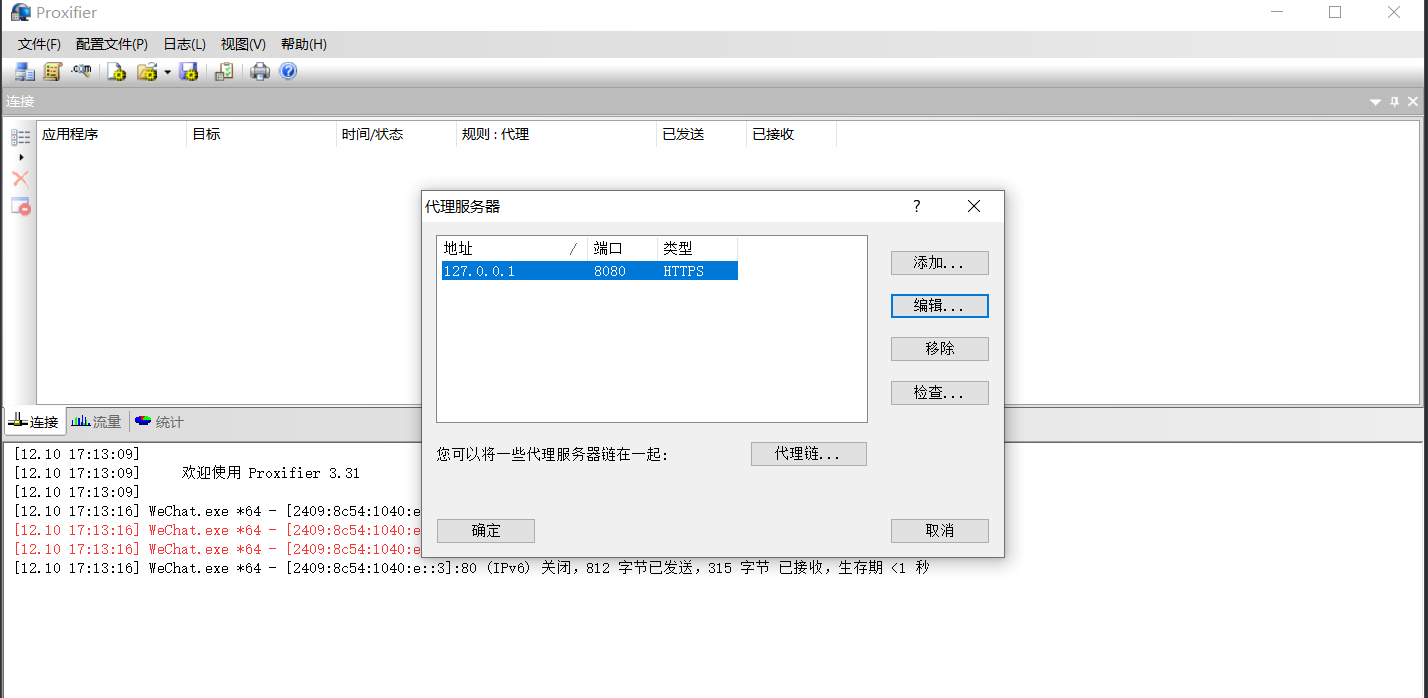 Proxifier
文件(F) 配置文件(P) 日志(L) 视图(V) 帮助(H)
连接
应用程序 目标 时间/状态 规则 : 代理 已发送 已接收
代理服务器 ?
地址 / 端口 类型
127.0.0.1 8080 HTTPS
添加...
编辑...
移除
检查...
您可以将一些代理服务器链在一起: 代理链...
确定 取消
连接 流量 统计
[12.10 17:13:09]
[12.10 17:13:09] 欢迎使用 Proxifier 3.31
[12.10 17:13:09]
[12.10 17:13:16] WeChat.exe *64 - [2409:8c54:1040:e
[12.10 17:13:16] WeChat.exe *64 - [2409:8c54:1040:e
[12.10 17:13:16] WeChat.exe *64 - [2409:8c54:1040:e
[12.10 17:13:16] WeChat.exe *64 - [2409:8c54:1040:e::3]:80 (IPv6) 关闭，812 字节已发送，315 字节 已接收，生存期 <1 秒